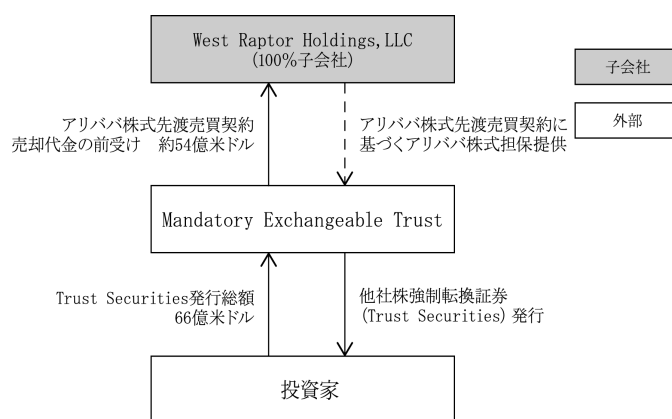 West Raptor Holdings,LLC
(100%子会社)
子会社
外部
アリババ株式先渡売買契約
売却代金の前受け　約54億米ドル
アリババ株式先渡売買契約に
基づくアリババ株式担保提供
Mandatory Exchangeable Trust
Trust Securities発行総額
66億米ドル
他社株強制転換証券
(Trust Securities) 発行
投資家